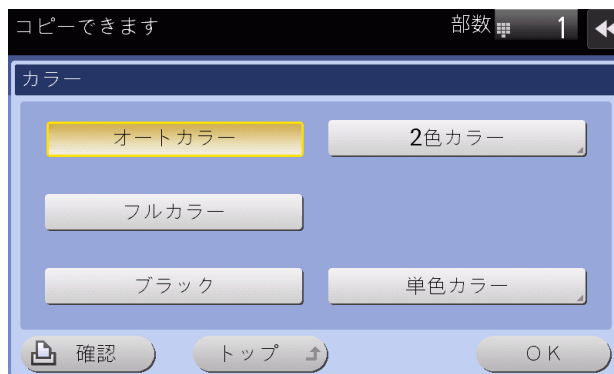 コピーできます 部数 1
カラー
オートカラー 2色カラー
フルカラー
ブラック 単色カラー
確認 トップ OK